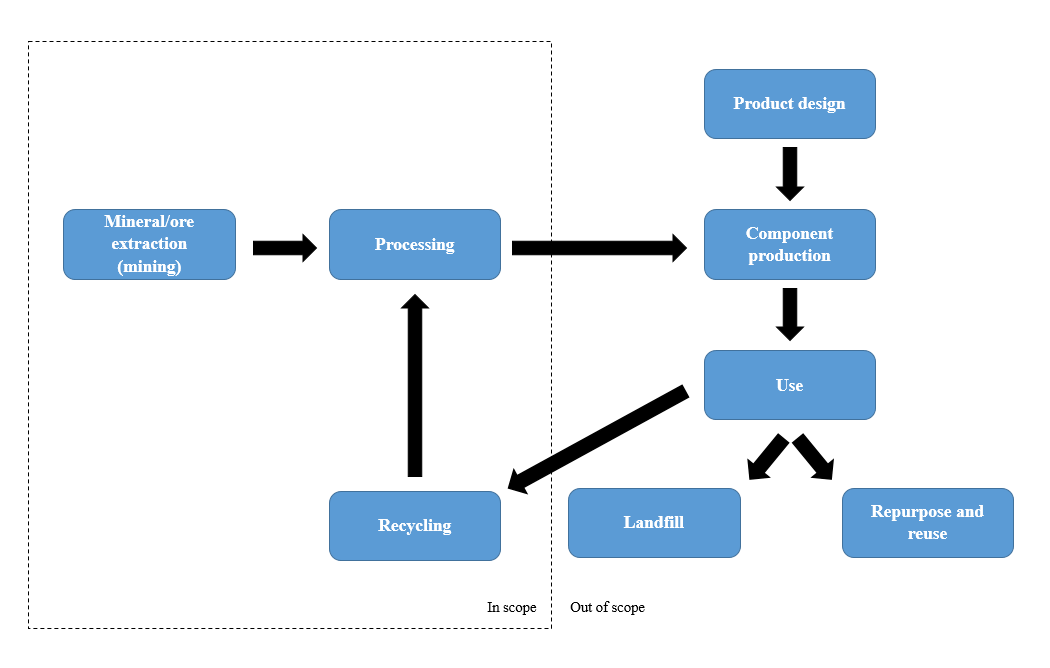 Product design
Mineral/ore
extraction
(mining)
Processing
Component
production
Use
Recycling
Landfill
Repurpose and
reuse
In scope
Out of scope